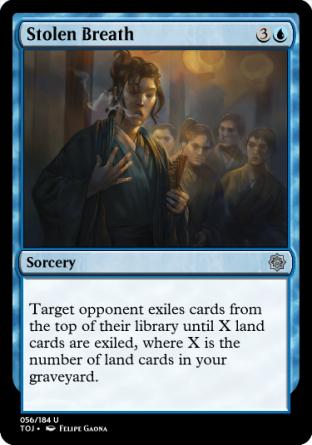 Stolen Breath 3
Sorcery
Target opponent exiles cards from
the top of their library until X land
cards are exiled, where X is the
number of land cards in your
graveyard.
056/184 U
TOJ • Felipe Gaona